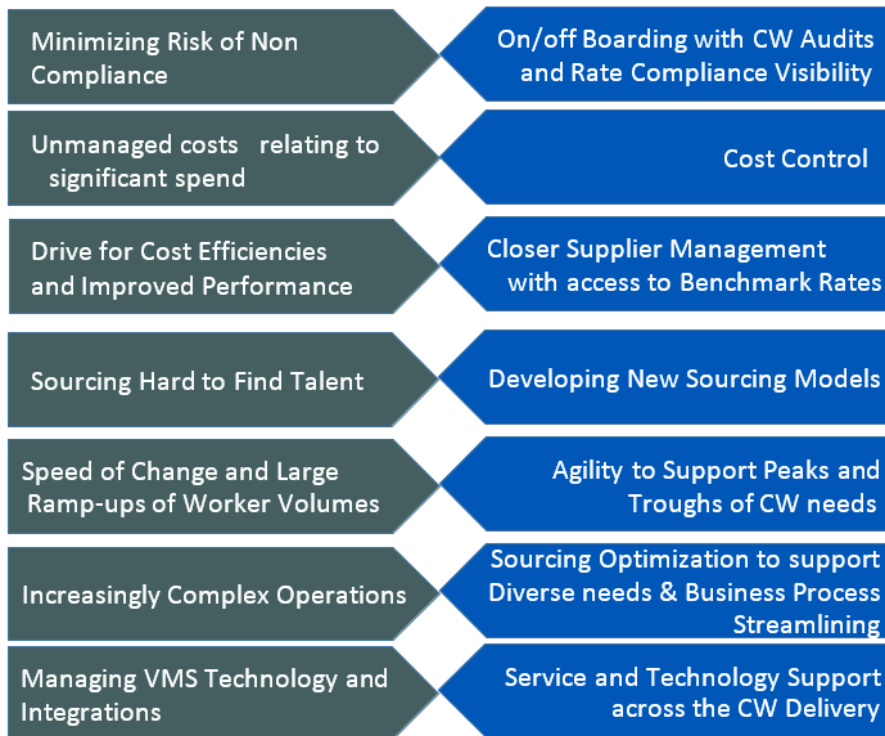 Minimizing Risk of Non
Compliance
On/off Boarding with CW Audits
and Rate Compliance Visibility
Unmanaged costs relating to
significant spend
Cost Control
Drive for Cost Efficiencies
and Improved Performance
Closer Supplier Management
with access to Benchmark Rates
Sourcing Hard to Find Talent
Developing New Sourcing Models
Speed of Change and Large
Ramp-ups of Worker Volumes
Agility to Support Peaks and
Troughs of CW needs
Increasingly Complex Operations
Sourcing Optimization to support
Diverse needs & Business Process
Streamlining
Managing VMS Technology and
Integrations
Service and Technology Support
across the CW Delivery